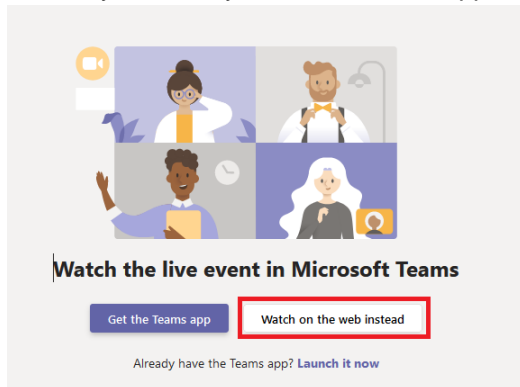 Watch the live event in Microsoft Teams
Get the Teams app
Watch on the web instead
Already have the Teams app? Launch it now